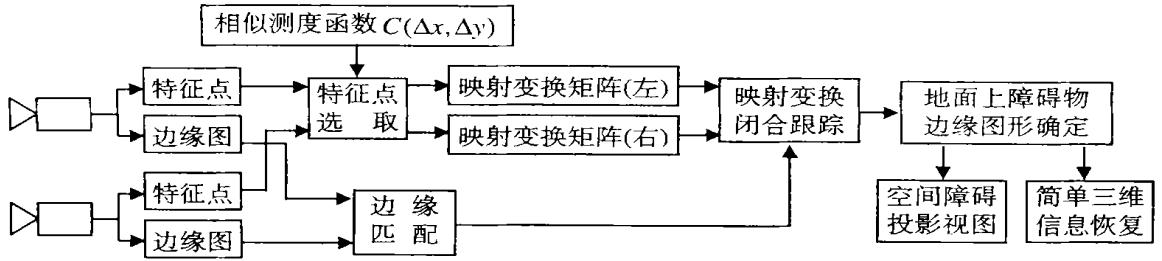 相似测度函数 C(Δx,Δy)
特征点
边缘图
特征点
边缘图
特征点
选 取
边 缘
匹 配
映射变换矩阵(左)
映射变换矩阵(右)
映射变换
闭合跟踪
地面上障碍物
边缘图形确定
空间障碍
投影视图
简单三维
信息恢复